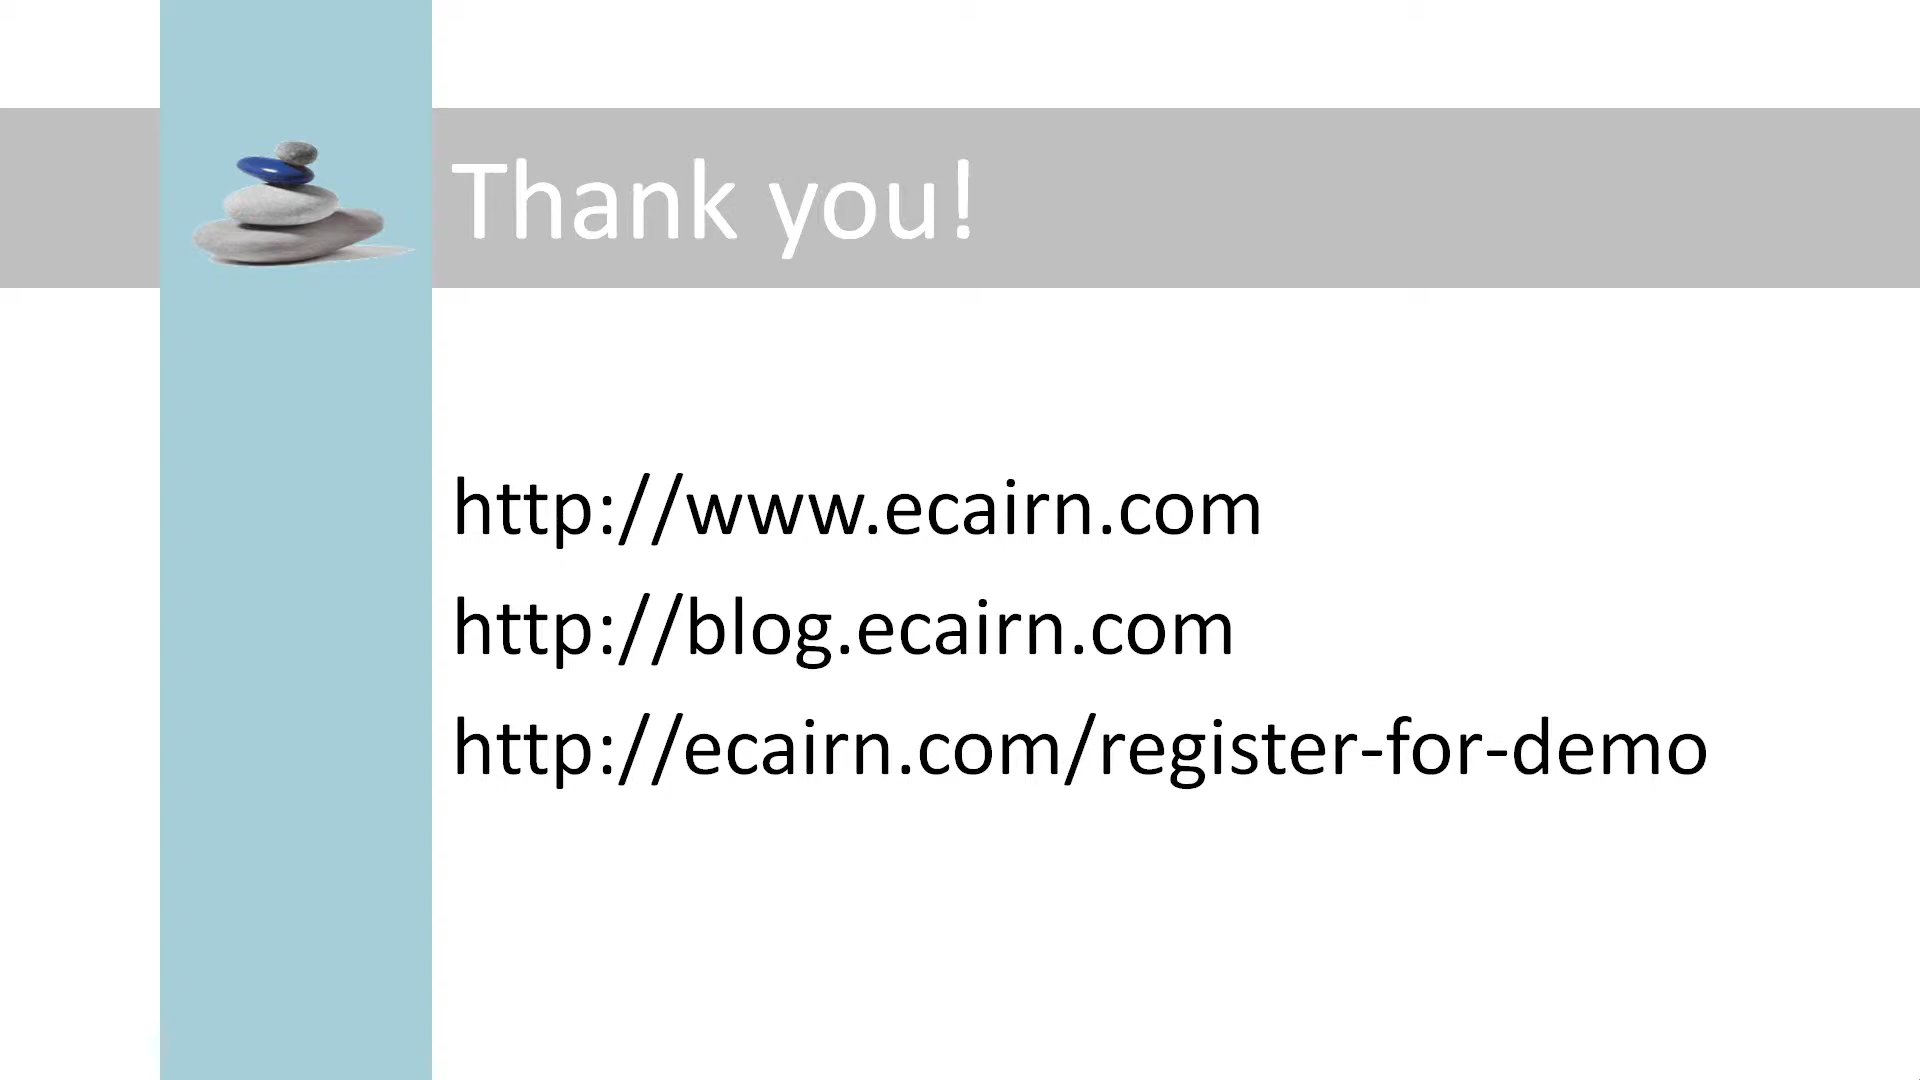 Thank you!
http://www.ecairn.com
http://blog.ecairn.com
http://ecairn.com/register-for-demo